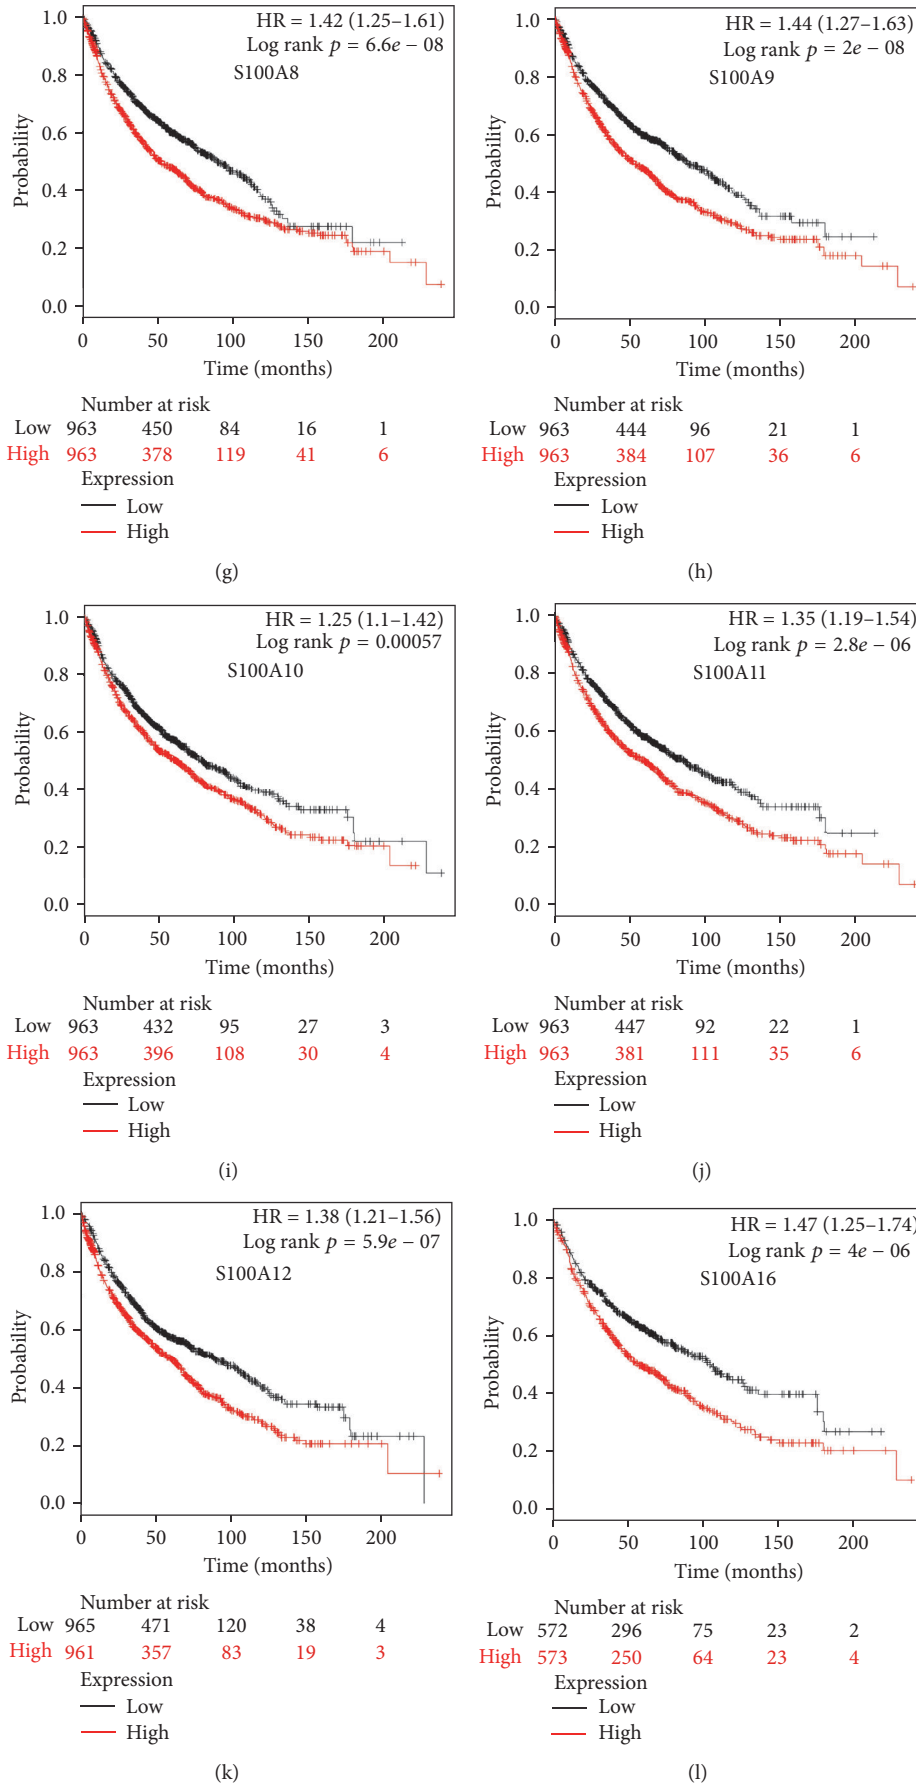 HR = 1.42 (1.25–1.61)
Log rank p = 6.6e − 08
S100A8
1.0
0.8
0.6
0.4
0.2
0.0
Probability
0 50 100 150 200
Time (months)
Number at risk
Low 963 450 84 16 1
High 963 378 119 41 6
Expression
Low
High
(g)
HR = 1.44 (1.27–1.63)
Log rank p = 2e − 08
S100A9
1.0
0.8
0.6
0.4
0.2
0.0
Probability
0 50 100 150 200
Time (months)
Number at risk
Low 963 444 96 21 1
High 963 384 107 36 6
Expression
Low
High
(h)
HR = 1.25 (1.1–1.42)
Log rank p = 0.00057
S100A10
1.0
0.8
0.6
0.4
0.2
0.0
Probability
0 50 100 150 200
Time (months)
Number at risk
Low 963 432 95 27 3
High 963 396 108 30 4
Expression
Low
High
(i)
HR = 1.35 (1.19–1.54)
Log rank p = 2.8e − 06
S100A11
1.0
0.8
0.6
0.4
0.2
0.0
Probability
0 50 100 150 200
Time (months)
Number at risk
Low 963 447 92 22 1
High 963 381 111 35 6
Expression
Low
High
(j)
HR = 1.38 (1.21–1.56)
Log rank p = 5.9e − 07
S100A12
1.0
0.8
0.6
0.4
0.2
0.0
Probability
0 50 100 150 200
Time (months)
Number at risk
Low 965 471 120 38 4
High 961 357 83 19 3
Expression
Low
High
(k)
HR = 1.47 (1.25–1.74)
Log rank p = 4e − 06
S100A16
1.0
0.8
0.6
0.4
0.2
0.0
Probability
0 50 100 150 200
Time (months)
Number at risk
Low 572 296 75 23 2
High 573 250 64 23 4
Expression
Low
High
(l)